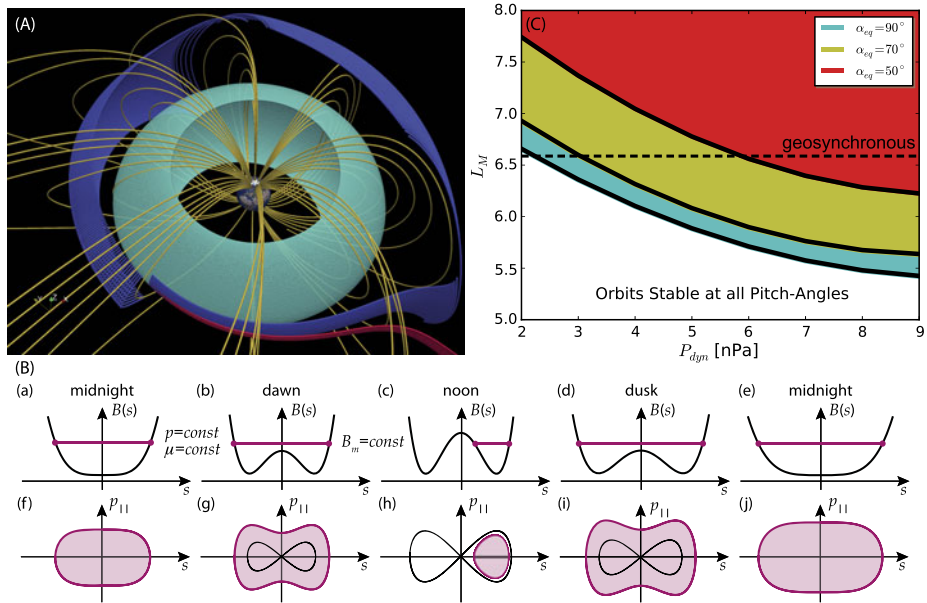 (A)
(C)
8.0
7.5
7.0
6.5
6.0
5.5
5.0
L_M
α_eq=90°
α_eq=70°
α_eq=50°
geosynchronous
Orbits Stable at all Pitch-Angles
2 3 4 5 6 7 8 9
P_dyn [nPa]
(B)
(a) midnight (b) dawn (c) noon (d) dusk (e) midnight
B(s) B(s) B(s) B(s) B(s)
p=const
μ=const
B_m=const
s s s s s
(f) p_|| (g) p_|| (h) p_|| (i) p_|| (j) p_||
s s s s s